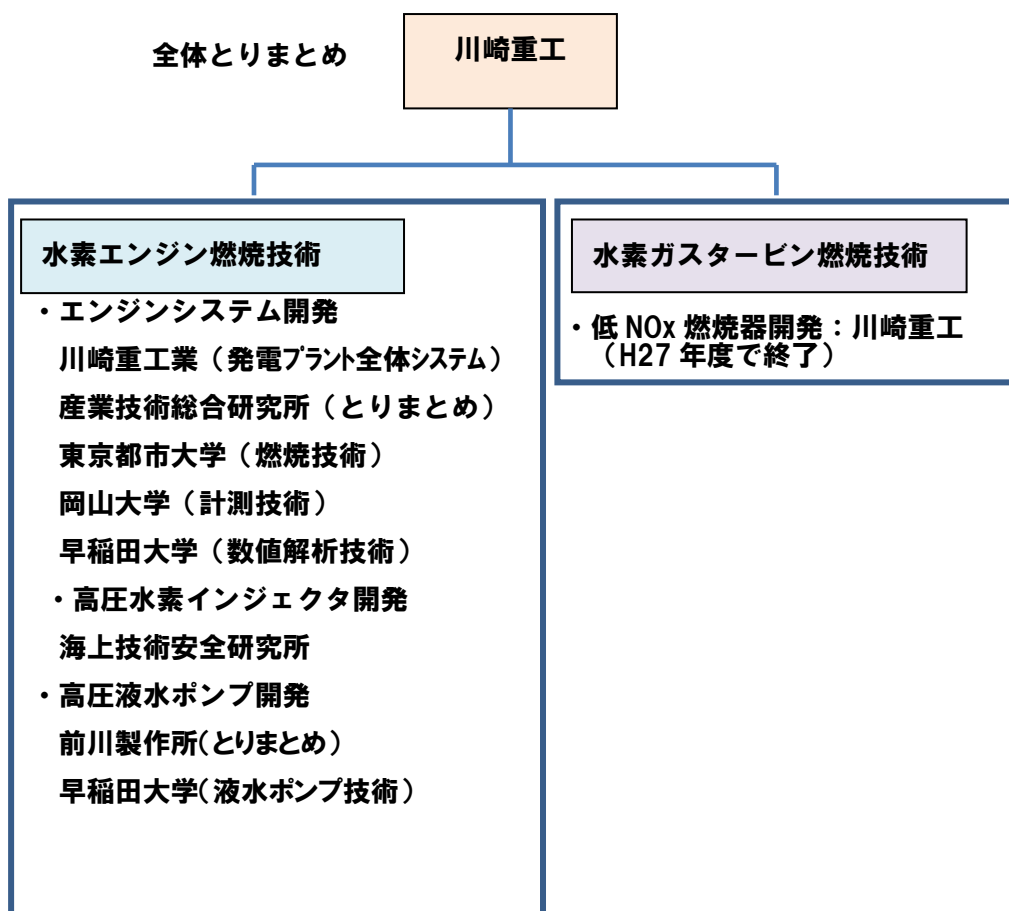 全体とりまとめ
川崎重工
水素エンジン燃焼技術
・エンジンシステム開発
川崎重工業（発電プラント全体システム）
産業技術総合研究所（とりまとめ）
東京都市大学（燃焼技術）
岡山大学（計測技術）
早稲田大学（数値解析技術）
・高圧水素インジェクタ開発
海上技術安全研究所
・高圧液水ポンプ開発
前川製作所(とりまとめ）
早稲田大学(液水ポンプ技術）
水素ガスタービン燃焼技術
・低 NOx 燃焼器開発：川崎重工
（H27 年度で終了）